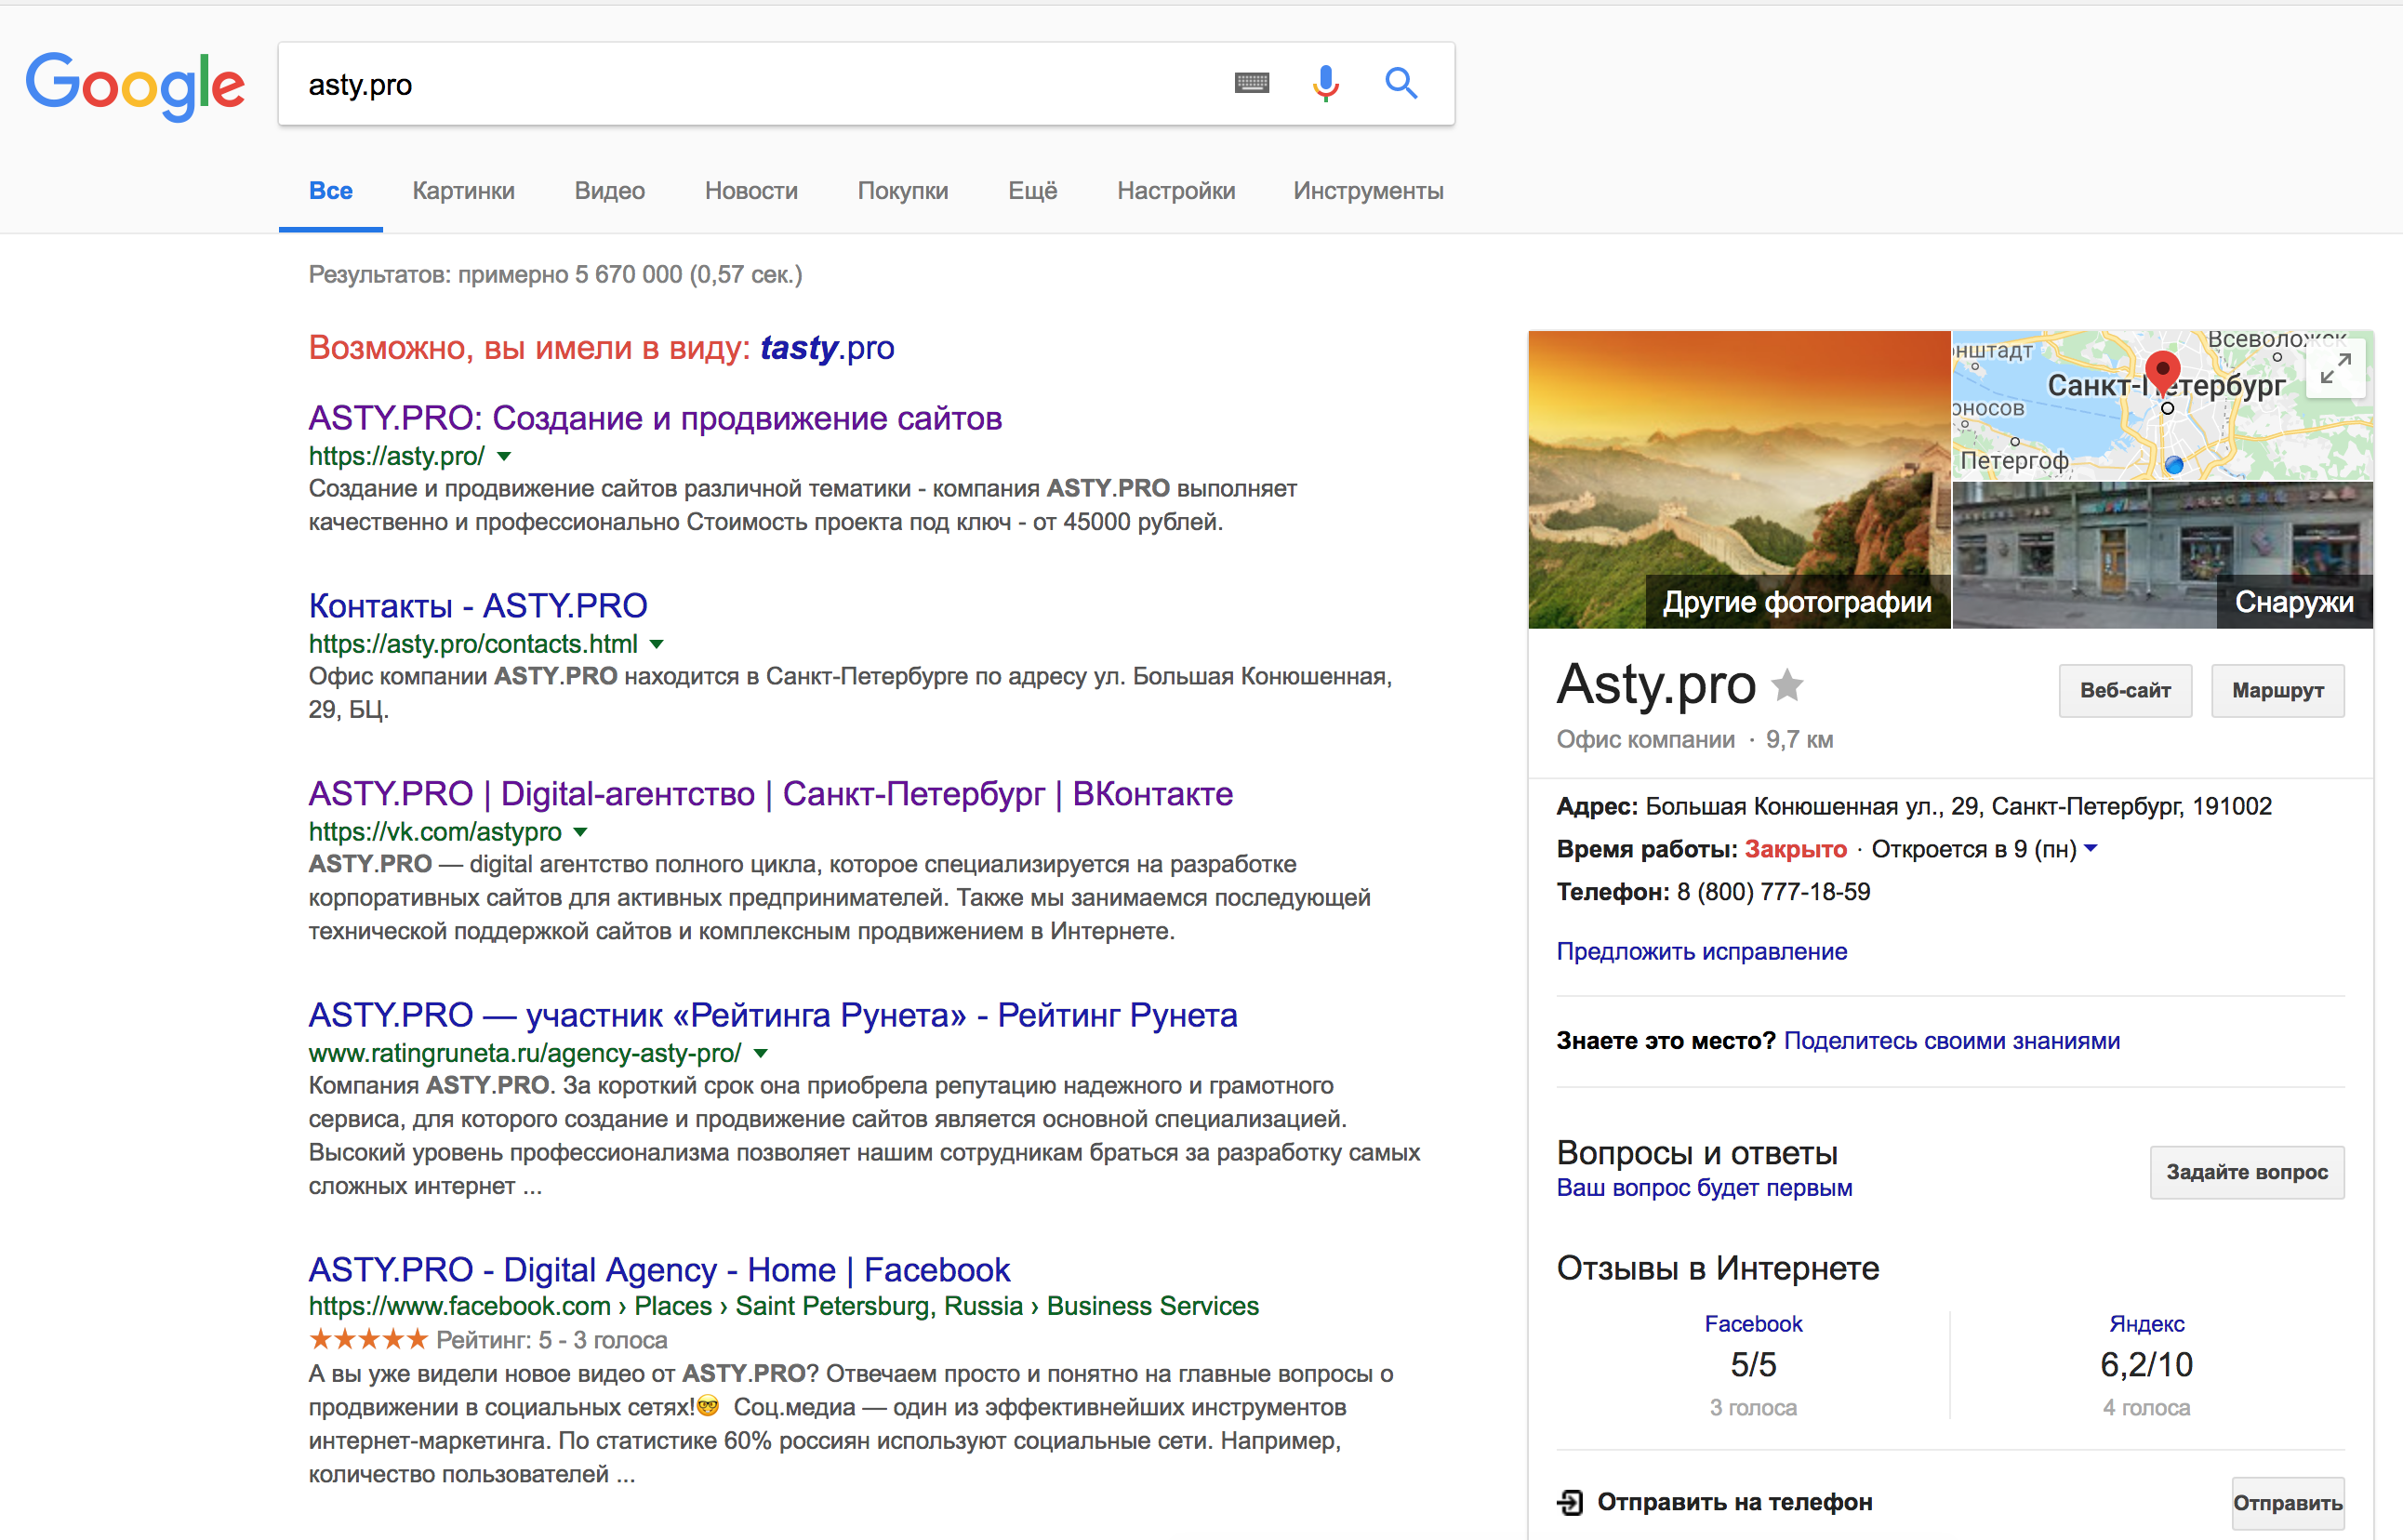 Google
asty.pro
Все Картинки Видео Новости Покупки Ещё Настройки Инструменты
Результатов: примерно 5 670 000 (0,57 сек.)
Возможно, вы имели в виду: tasty.pro
ASTY.PRO: Создание и продвижение сайтов
https://asty.pro/
Создание и продвижение сайтов различной тематики - компания ASTY.PRO выполняет
качественно и профессионально Стоимость проекта под ключ - от 45000 рублей.
Контакты - ASTY.PRO
https://asty.pro/contacts.html
Офис компании ASTY.PRO находится в Санкт-Петербурге по адресу ул. Большая Конюшенная,
29, БЦ.
ASTY.PRO | Digital-агентство | Санкт-Петербург | ВКонтакте
https://vk.com/astypro
ASTY.PRO — digital агентство полного цикла, которое специализируется на разработке
корпоративных сайтов для активных предпринимателей. Также мы занимаемся последующей
технической поддержкой сайтов и комплексным продвижением в Интернете.
ASTY.PRO — участник «Рейтинга Рунета» - Рейтинг Рунета
www.ratingruneta.ru/agency-asty-pro/
Компания ASTY.PRO. За короткий срок она приобрела репутацию надежного и грамотного
сервиса, для которого создание и продвижение сайтов является основной специализацией.
Высокий уровень профессионализма позволяет нашим сотрудникам браться за разработку самых
сложных интернет ...
ASTY.PRO - Digital Agency - Home | Facebook
https://www.facebook.com › Places › Saint Petersburg, Russia › Business Services
★★★★★ Рейтинг: 5 - 3 голоса
А вы уже видели новое видео от ASTY.PRO? Отвечаем просто и понятно на главные вопросы о
продвижении в социальных сетях!🤓 Соц.медиа — один из эффективнейших инструментов
интернет-маркетинга. По статистике 60% россиян используют социальные сети. Например,
количество пользователей ...
Всеволожск
нштадт
Санкт-Петербург
оносов
Петергоф
Другие фотографии
Снаружи
Asty.pro
Веб-сайт
Маршрут
Офис компании · 9,7 км
Адрес: Большая Конюшенная ул., 29, Санкт-Петербург, 191002
Время работы: Закрыто · Откроется в 9 (пн)
Телефон: 8 (800) 777-18-59
Предложить исправление
Знаете это место? Поделитесь своими знаниями
Вопросы и ответы
Ваш вопрос будет первым
Задайте вопрос
Отзывы в Интернете
Facebook Яндекс
5/5 6,2/10
3 голоса 4 голоса
Отправить на телефон
Отправить